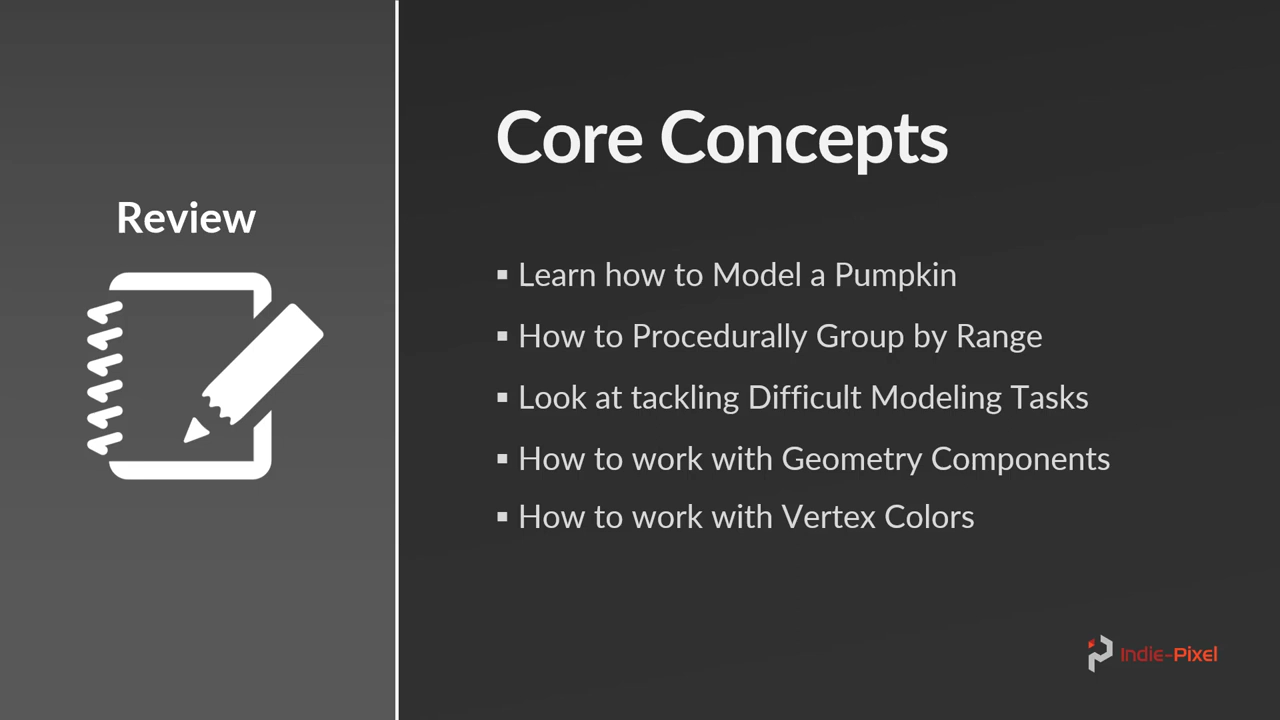 Review
Core Concepts
▪ Learn how to Model a Pumpkin
▪ How to Procedurally Group by Range
▪ Look at tackling Difficult Modeling Tasks
▪ How to work with Geometry Components
▪ How to work with Vertex Colors
Indie-Pixel